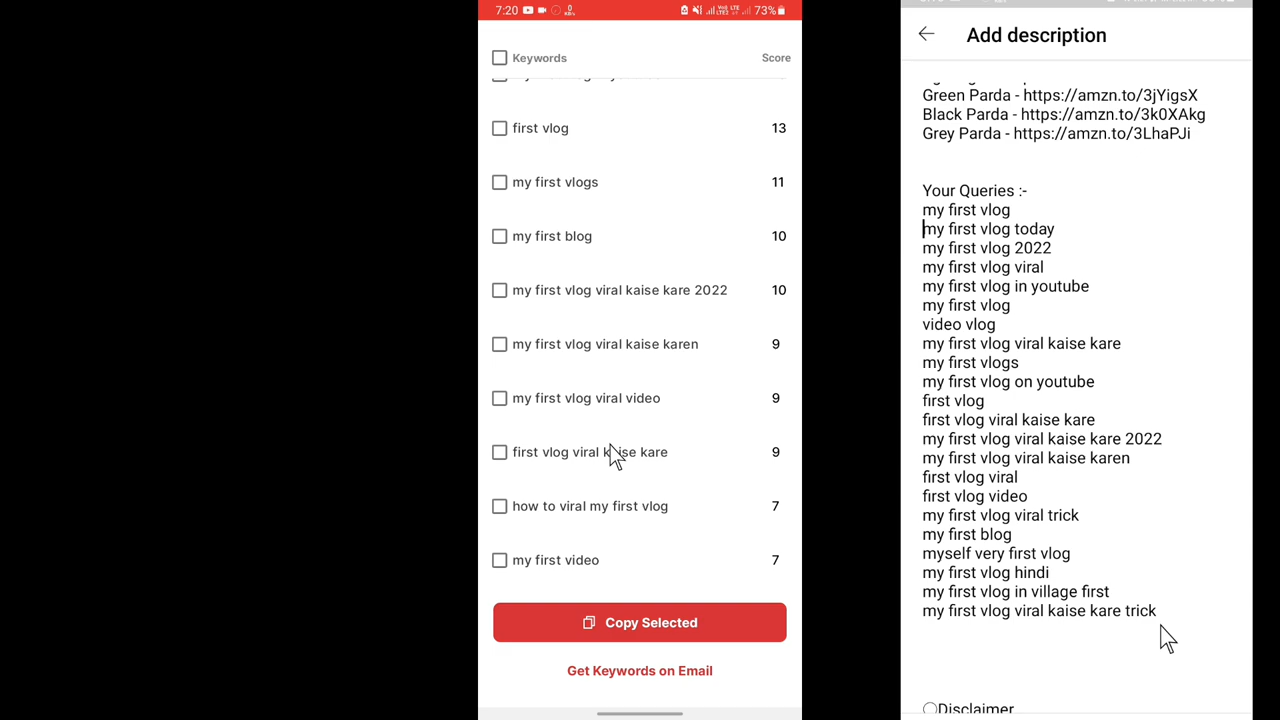 7:20
73%
Keywords
Score
first vlog
13
my first vlogs
11
my first blog
10
my first vlog viral kaise kare 2022
10
my first vlog viral kaise karen
9
my first vlog viral video
9
first vlog viral kaise kare
9
how to viral my first vlog
7
my first video
7
Copy Selected
Get Keywords on Email
Add description
Green Parda - https://amzn.to/3jYigsX
Black Parda - https://amzn.to/3k0XAkg
Grey Parda - https://amzn.to/3LhaPJi
Your Queries :-
my first vlog
my first vlog today
my first vlog 2022
my first vlog viral
my first vlog in youtube
my first vlog
video vlog
my first vlog viral kaise kare
my first vlogs
my first vlog on youtube
first vlog
first vlog viral kaise kare
my first vlog viral kaise kare 2022
my first vlog viral kaise karen
first vlog viral
first vlog video
my first vlog viral trick
my first blog
myself very first vlog
my first vlog hindi
my first vlog in village first
my first vlog viral kaise kare trick
Disclaimer